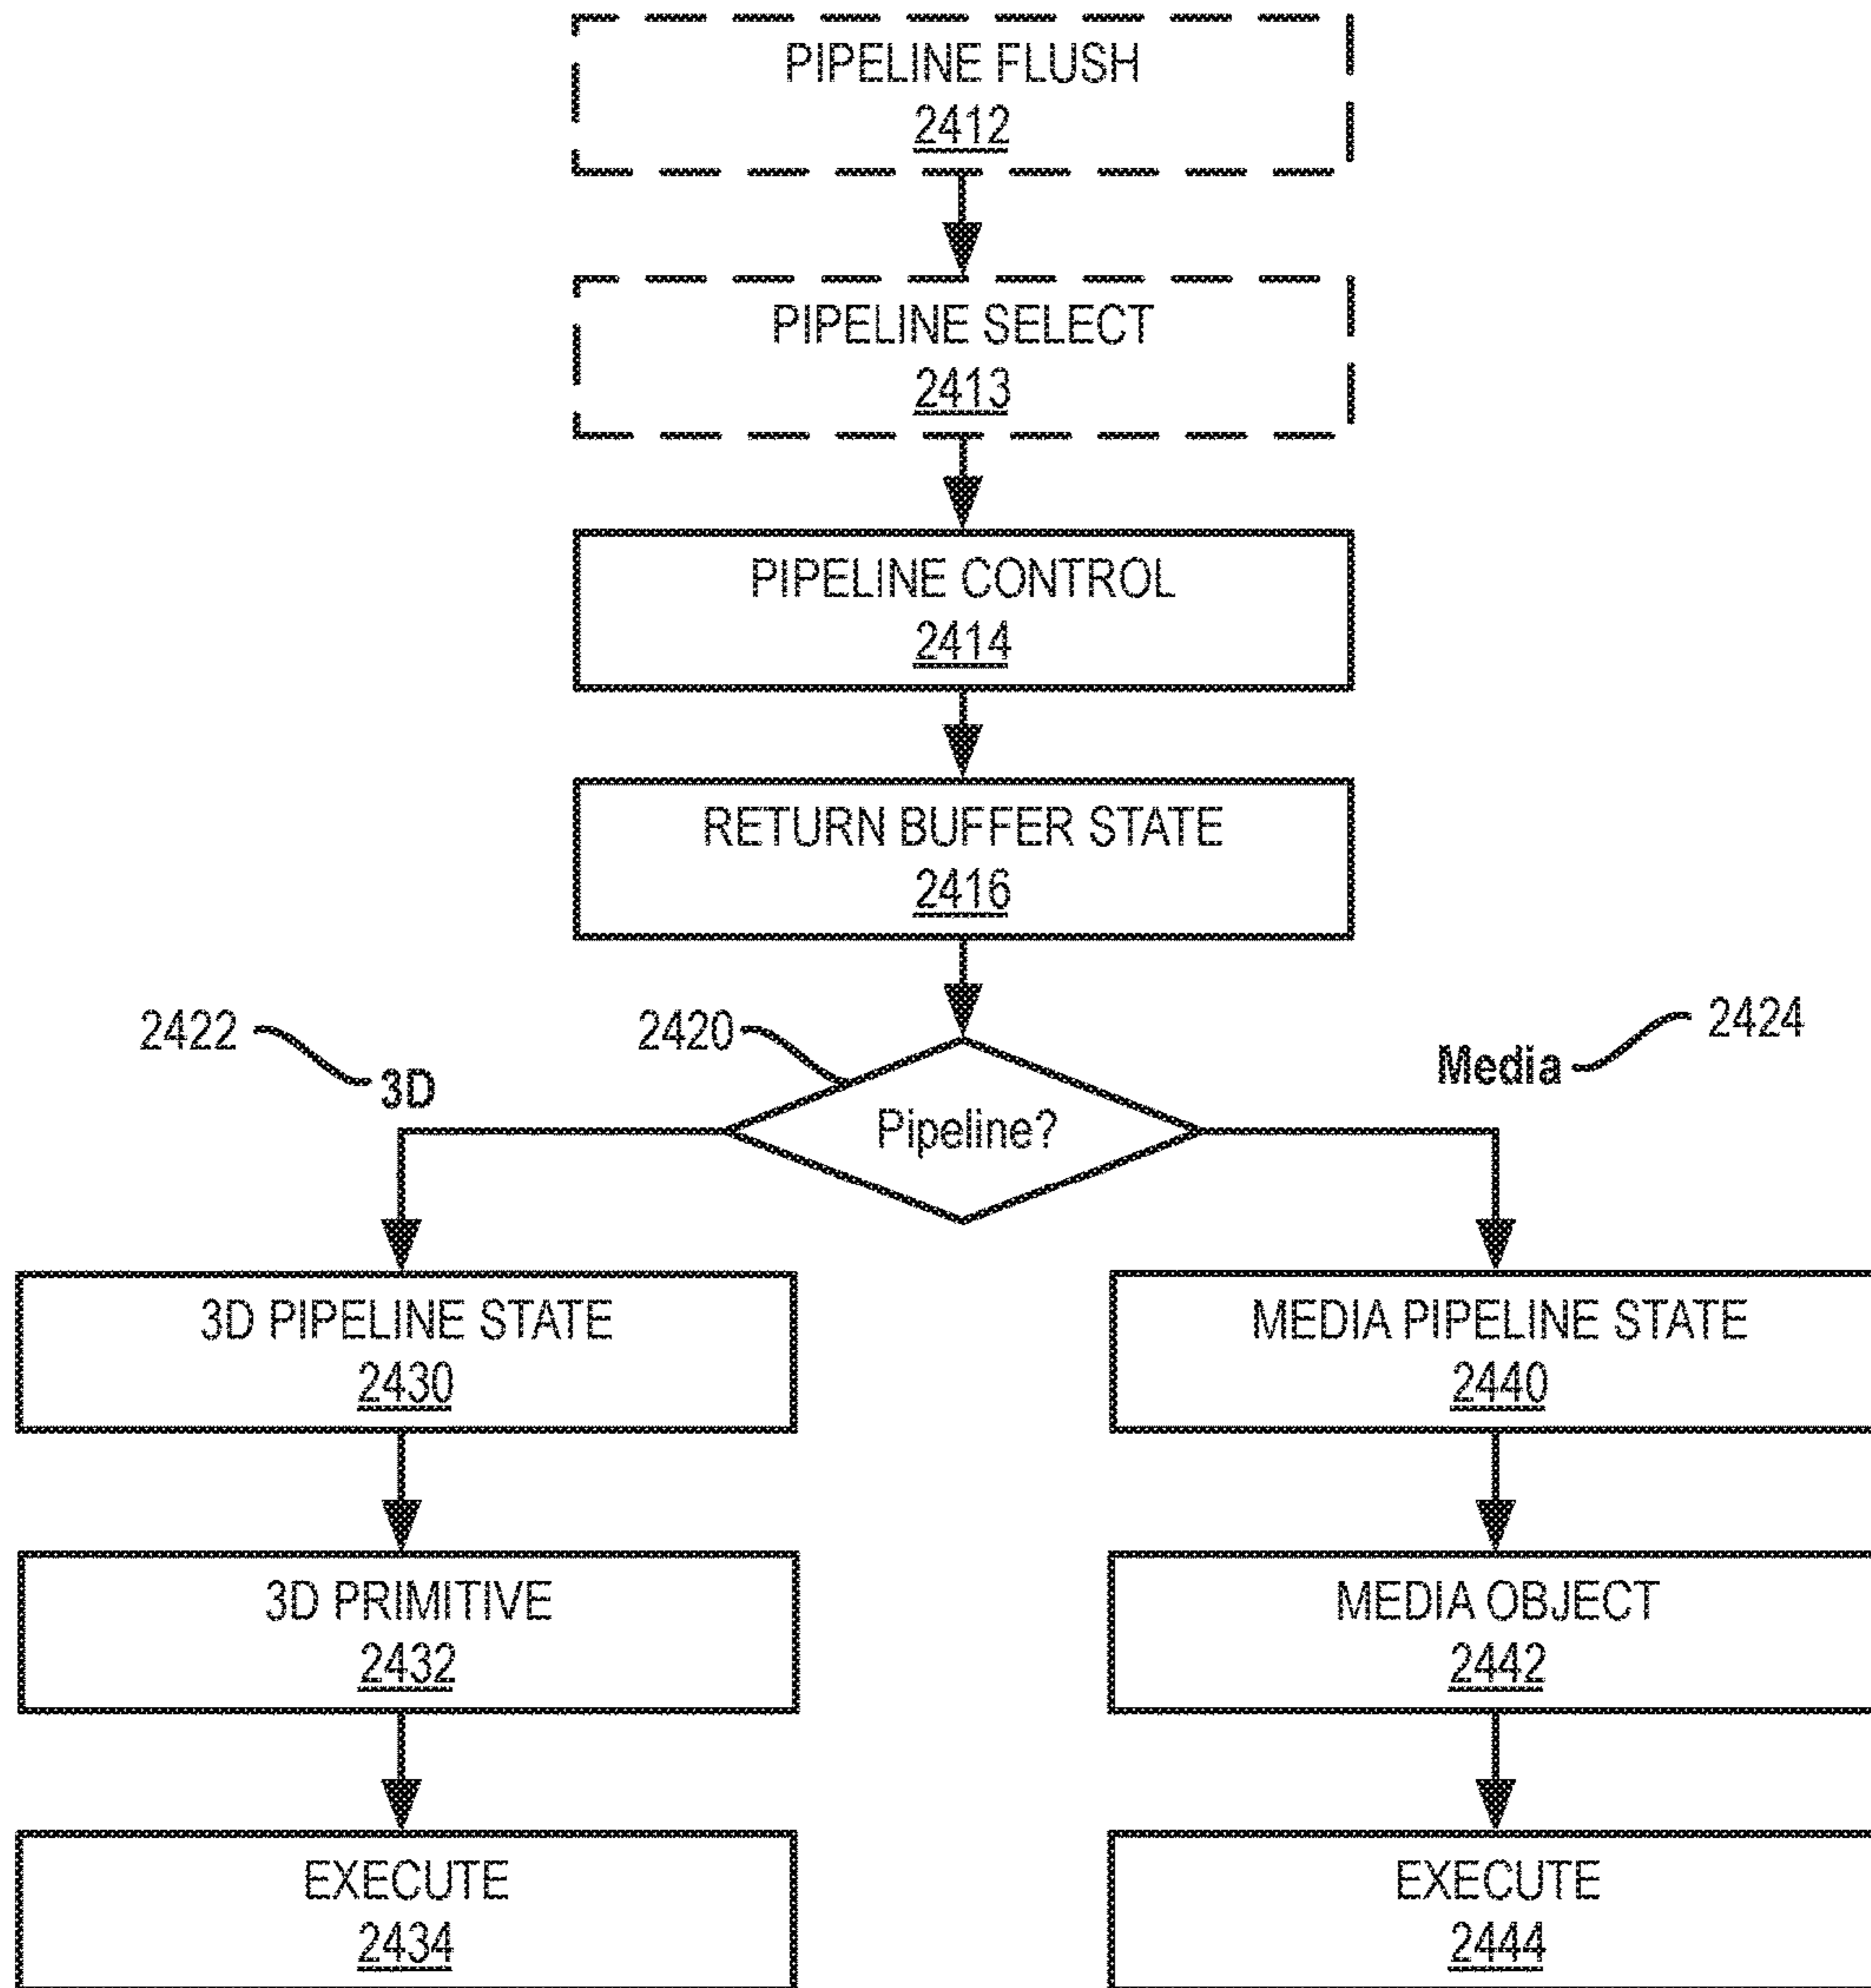 PIPELINE FLUSH
2412
PIPELINE SELECT
2413
PIPELINE CONTROL
2414
RETURN BUFFER STATE
2416
2422
2420
2424
3D
Media
Pipeline?
3D PIPELINE STATE
2430
MEDIA PIPELINE STATE
2440
3D PRIMITIVE
2432
MEDIA OBJECT
2442
EXECUTE
2434
EXECUTE
2444